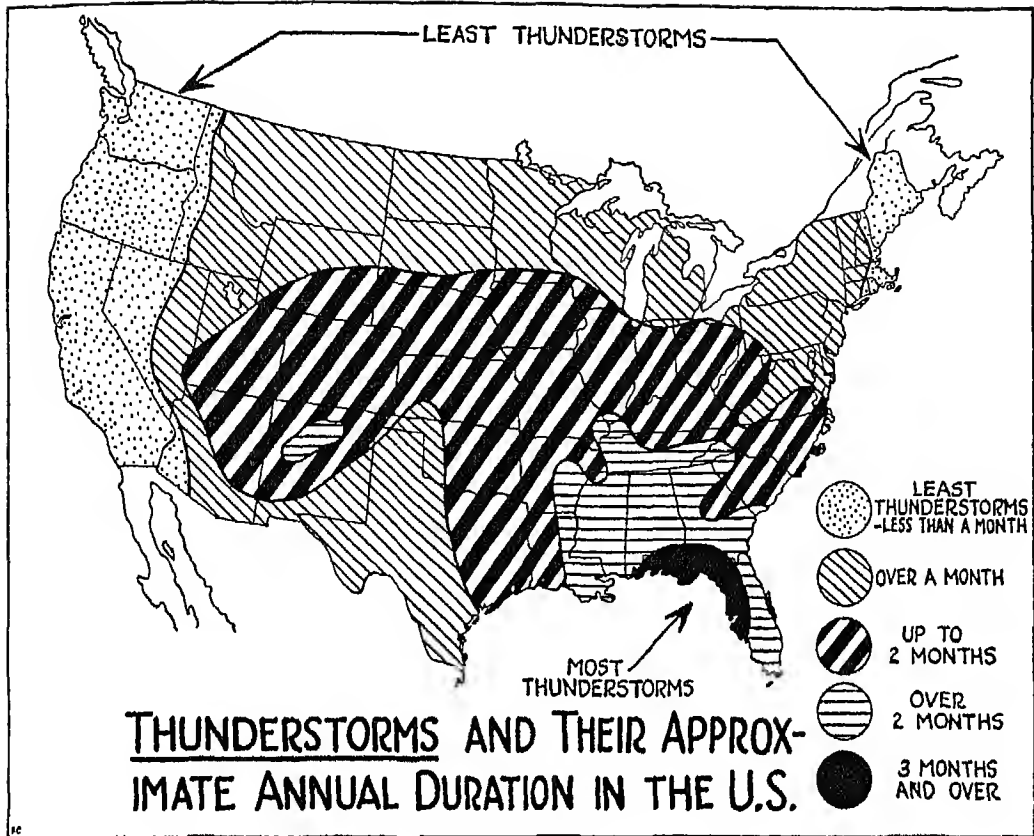 LEAST THUNDERSTORMS
LEAST
THUNDERSTORMS
-LESS THAN A MONTH
OVER A MONTH
UP TO
2 MONTHS
OVER
2 MONTHS
3 MONTHS
AND OVER
MOST
THUNDERSTORMS
THUNDERSTORMS AND THEIR APPROX-
IMATE ANNUAL DURATION IN THE U.S.